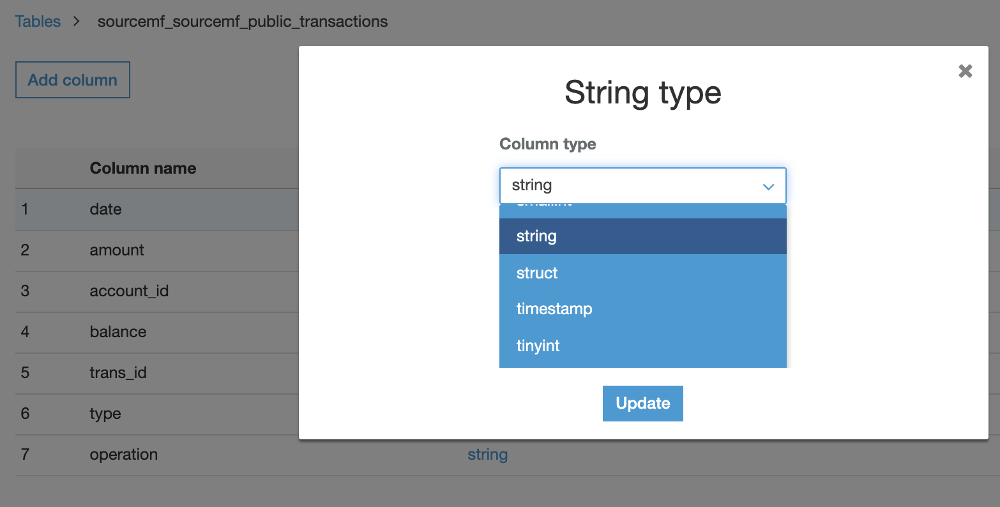 Tables > sourcemf_sourcemf_public_transactions
Add column
String type
Column type
string
string
struct
timestamp
tinyint
Update
Column name
1 date
2 amount
3 account_id
4 balance
5 trans_id
6 type
7 operation string